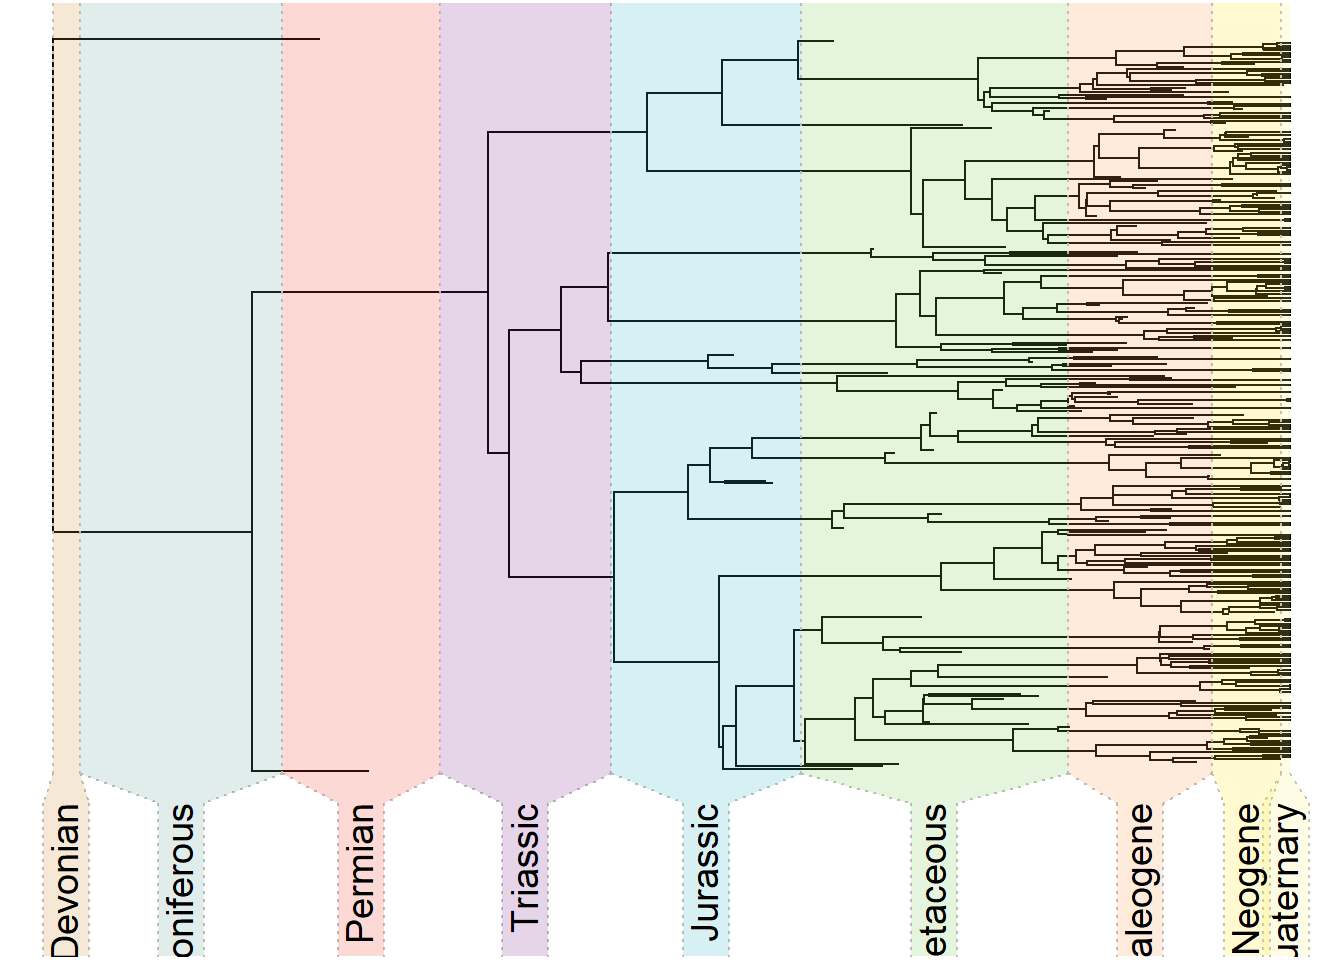 Devonian
oniferous
Permian
Triassic
Jurassic
etaceous
aleogene
Neogene
uaternary